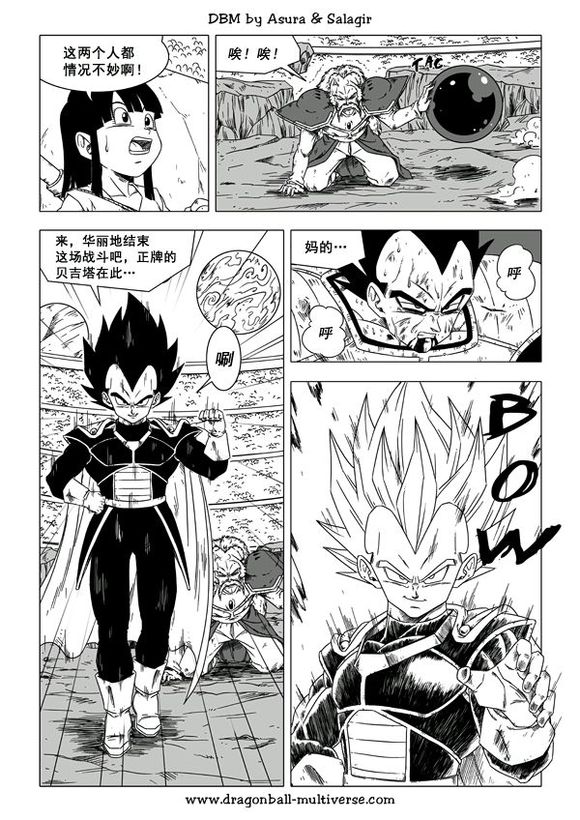 DBM by Asura & Salagir
这两个人都
情况不妙啊！
唉！唉！
TAC
来，华丽地结束
这场战斗吧，正牌的
贝吉塔在此…
唰
妈的…
呼
呼
BOW
www.dragonball-multiverse.com